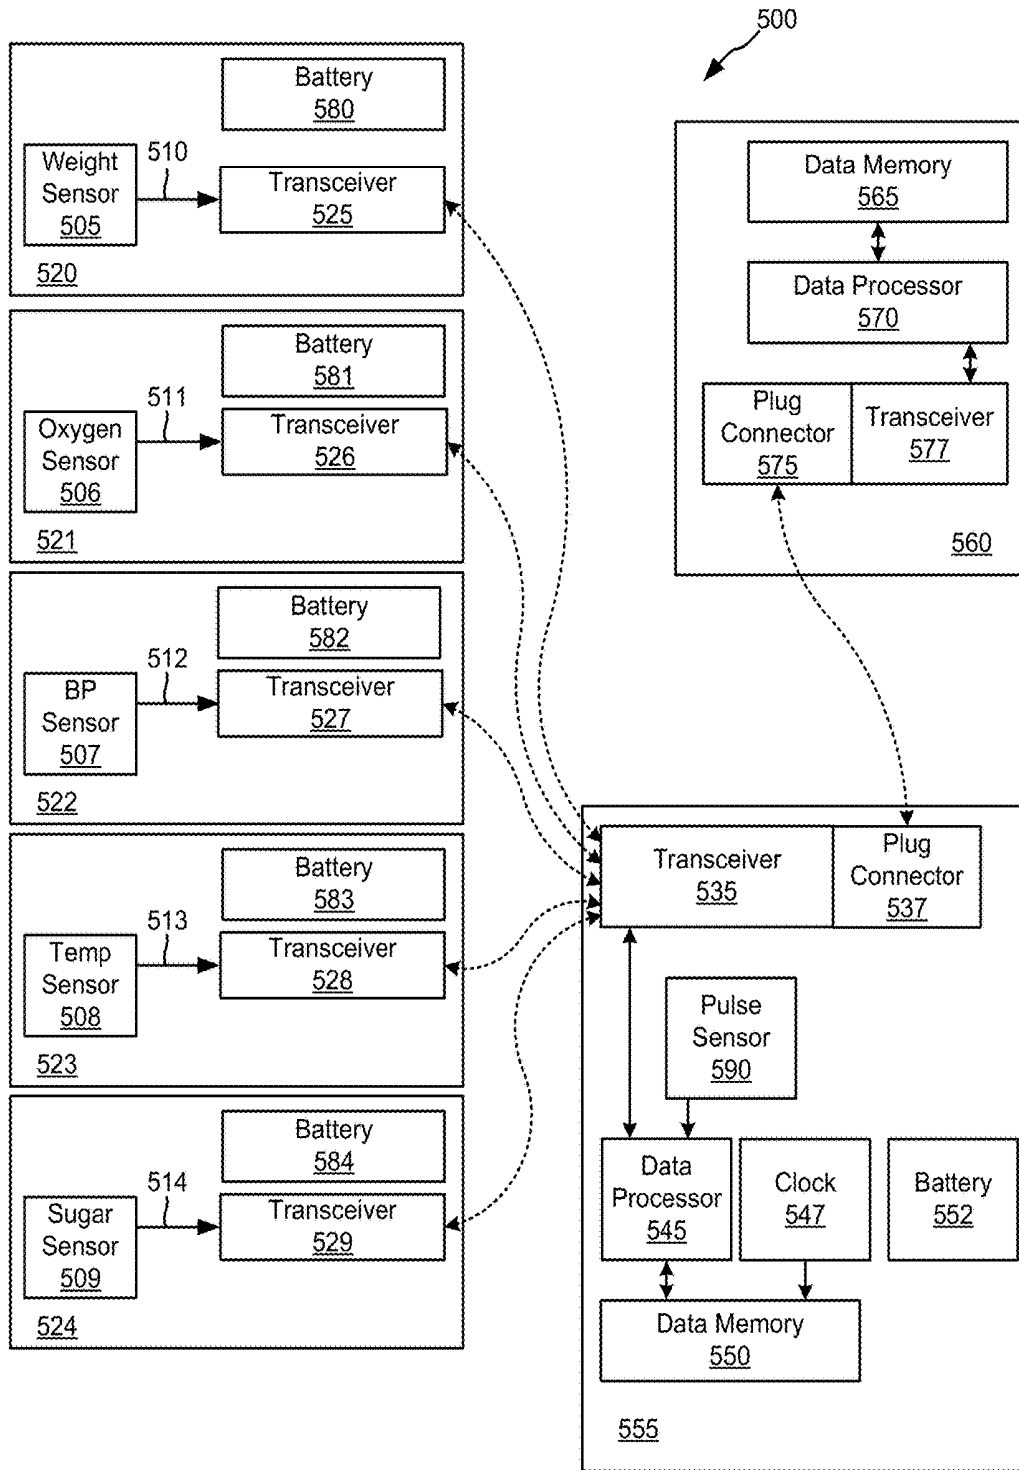 500
Battery
580
Weight
Sensor
505
510
Transceiver
525
520
Battery
581
Oxygen
Sensor
506
511
Transceiver
526
521
Battery
582
BP
Sensor
507
512
Transceiver
527
522
Battery
583
Temp
Sensor
508
513
Transceiver
528
523
Battery
584
Sugar
Sensor
509
514
Transceiver
529
524
Data Memory
565
Data Processor
570
Plug
Connector
575
Transceiver
577
560
Transceiver
535
Plug
Connector
537
Pulse
Sensor
590
Data
Processor
545
Clock
547
Battery
552
Data Memory
550
555